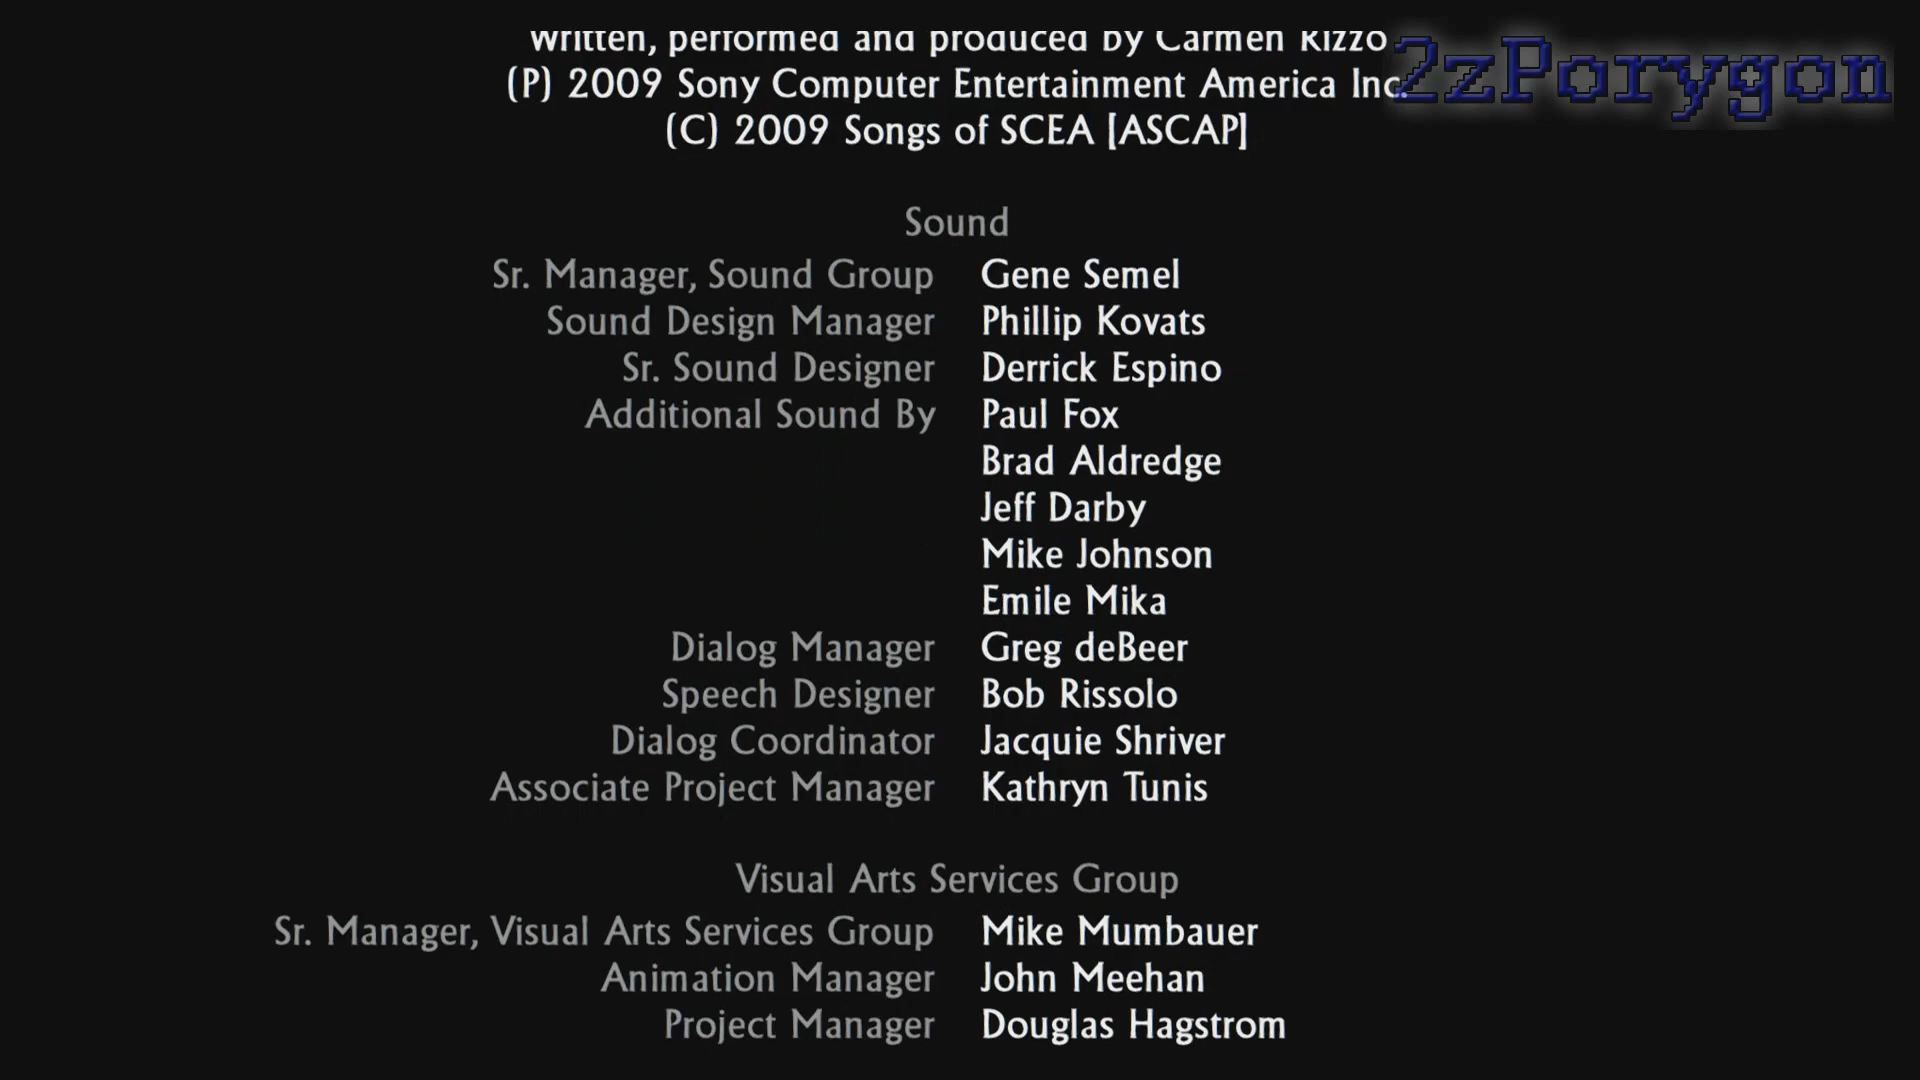 Written, performed and produced by Carmen Rizzo
(P) 2009 Sony Computer Entertainment America Inc.
(C) 2009 Songs of SCEA [ASCAP]
2zPorygon
Sound
Sr. Manager, Sound Group Gene Semel
Sound Design Manager Phillip Kovats
Sr. Sound Designer Derrick Espino
Additional Sound By Paul Fox
Brad Aldredge
Jeff Darby
Mike Johnson
Emile Mika
Dialog Manager Greg deBeer
Speech Designer Bob Rissolo
Dialog Coordinator Jacquie Shriver
Associate Project Manager Kathryn Tunis
Visual Arts Services Group
Sr. Manager, Visual Arts Services Group Mike Mumbauer
Animation Manager John Meehan
Project Manager Douglas Hagstrom